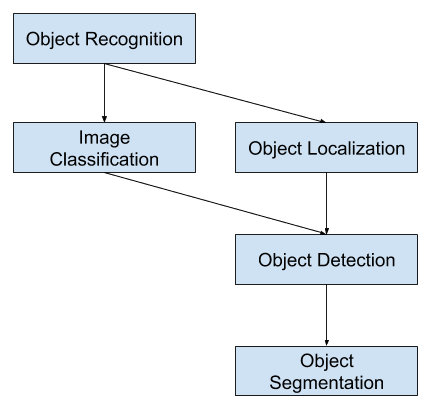 Object Recognition
Image
Classification
Object Localization
Object Detection
Object
Segmentation